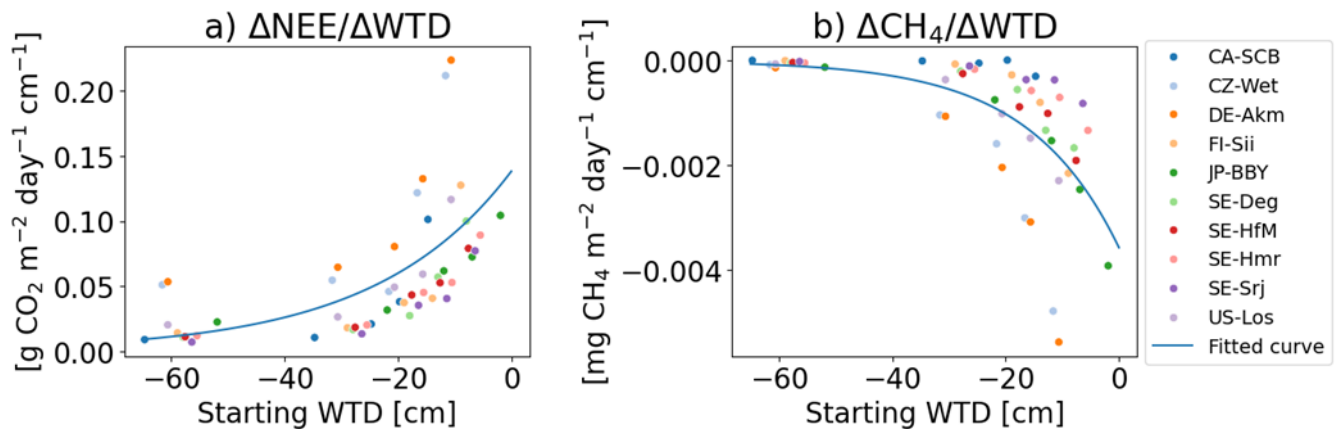 a) ΔNEE/ΔWTD
[g CO₂ m⁻² day⁻¹ cm⁻¹]
0.20
0.15
0.10
0.05
0.00
−60 −40 −20 0
Starting WTD [cm]
b) ΔCH₄/ΔWTD
[mg CH₄ m⁻² day⁻¹ cm⁻¹]
0.000
−0.002
−0.004
−60 −40 −20 0
Starting WTD [cm]
CA-SCB
CZ-Wet
DE-Akm
FI-Sii
JP-BBY
SE-Deg
SE-HfM
SE-Hmr
SE-Srj
US-Los
Fitted curve